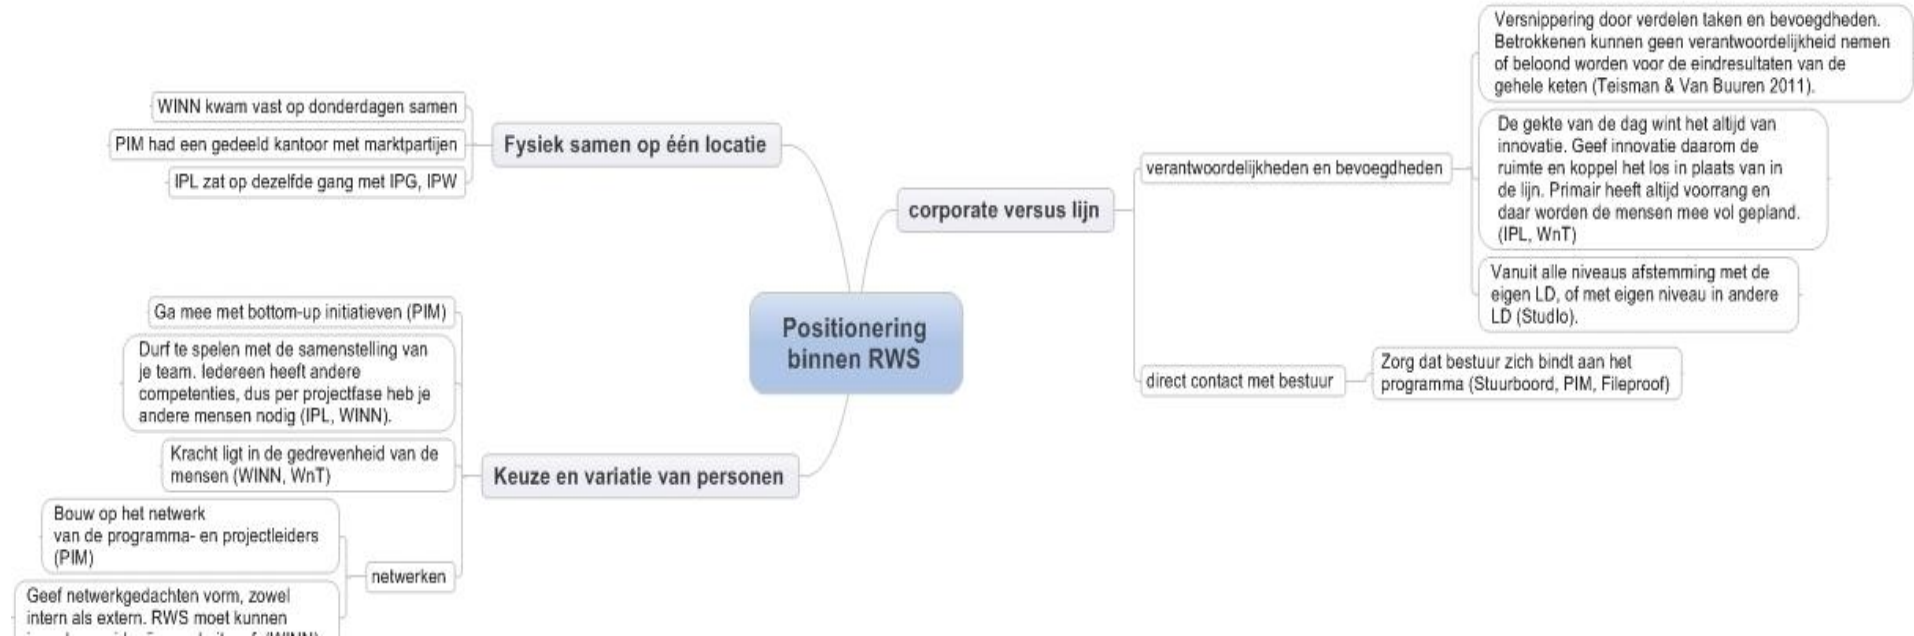 Positionering
binnen RWS
Fysiek samen op één locatie
WINN kwam vast op donderdagen samen
PIM had een gedeeld kantoor met marktpartijen
IPL zat op dezelfde gang met IPG, IPW
corporate versus lijn
verantwoordelijkheden en bevoegdheden
Versnippering door verdelen taken en bevoegdheden.
Betrokkenen kunnen geen verantwoordelijkheid nemen
of beloond worden voor de eindresultaten van de
gehele keten (Teisman & Van Buuren 2011).
De gekte van de dag wint het altijd van
innovatie. Geef innovatie daarom de
ruimte en koppel het los in plaats van in
de lijn. Primair heeft altijd voorrang en
daar worden de mensen mee vol gepland.
(IPL, WnT)
Vanuit alle niveaus afstemming met de
eigen LD, of met eigen niveau in andere
LD (Studio).
direct contact met bestuur
Zorg dat bestuur zich bindt aan het
programma (Stuurboord, PIM, Fileproof)
Keuze en variatie van personen
Ga mee met bottom-up initiatieven (PIM)
Durf te spelen met de samenstelling van
je team. Iedereen heeft andere
competenties, dus per projectfase heb je
andere mensen nodig (IPL, WINN).
Kracht ligt in de gedrevenheid van de
mensen (WINN, WnT)
netwerken
Bouw op het netwerk
van de programma- en projectleiders
(PIM)
Geef netwerkgedachten vorm, zowel
intern als extern. RWS moet kunnen